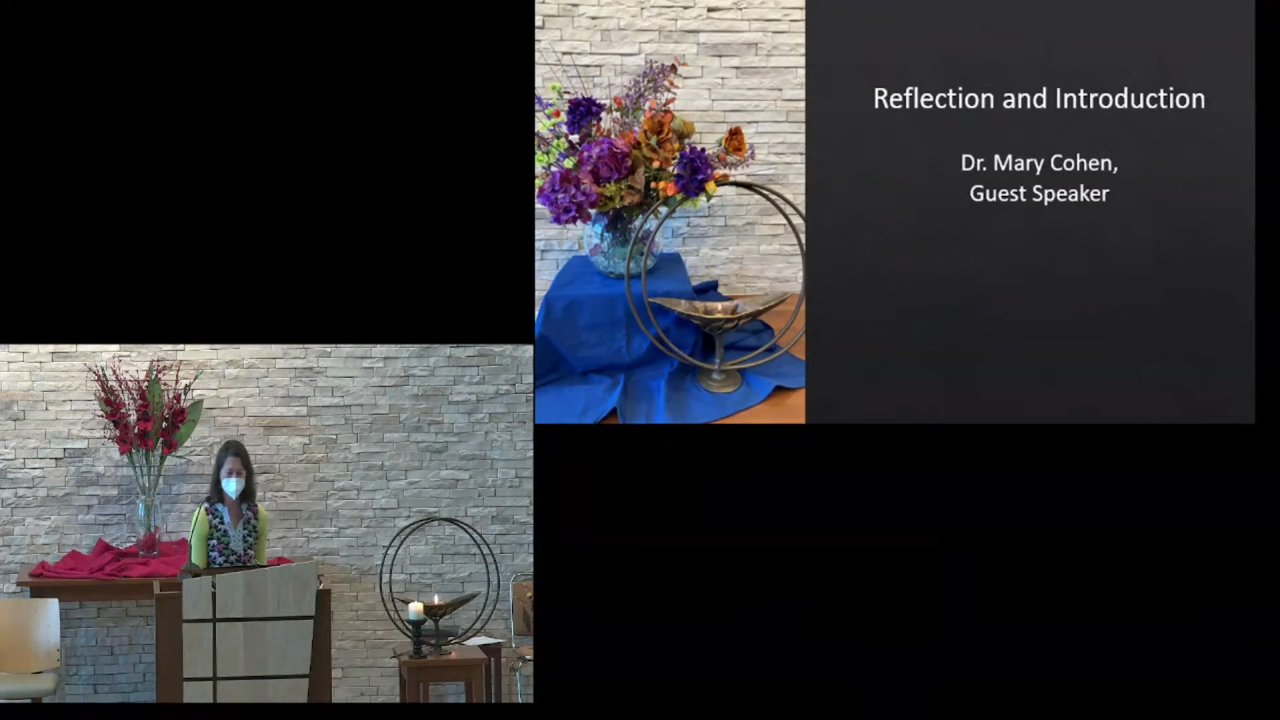 Reflection and Introduction
Dr. Mary Cohen,
Guest Speaker